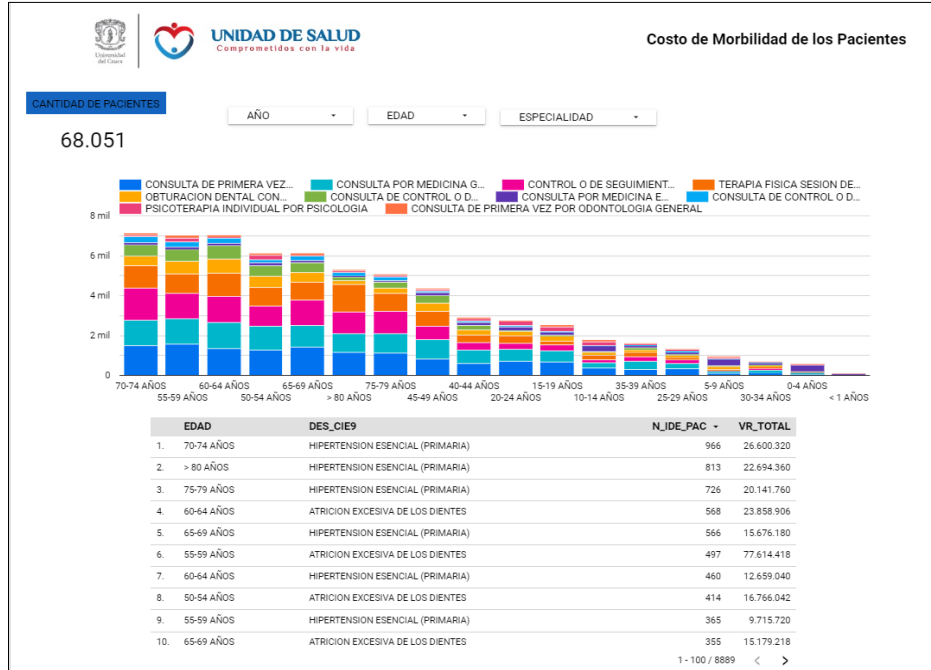 Universidad
del Cauca
UNIDAD DE SALUD
Comprometidos con la vida
Costo de Morbilidad de los Pacientes
CANTIDAD DE PACIENTES
68.051
AÑO
EDAD
ESPECIALIDAD
CONSULTA DE PRIMERA VEZ... CONSULTA POR MEDICINA G... CONTROL O DE SEGUIMIENT... TERAPIA FISICA SESION DE...
OBTURACION DENTAL CON... CONSULTA DE CONTROL O D... CONSULTA POR MEDICINA E... CONSULTA DE CONTROL O D...
PSICOTERAPIA INDIVIDUAL POR PSICOLOGIA CONSULTA DE PRIMERA VEZ POR ODONTOLOGIA GENERAL
8 mil
6 mil
4 mil
2 mil
0
70-74 AÑOS 60-64 AÑOS 65-69 AÑOS 75-79 AÑOS 40-44 AÑOS 15-19 AÑOS 35-39 AÑOS 5-9 AÑOS 0-4 AÑOS
55-59 AÑOS 50-54 AÑOS > 80 AÑOS 45-49 AÑOS 20-24 AÑOS 10-14 AÑOS 25-29 AÑOS 30-34 AÑOS < 1 AÑOS
EDAD DES_CIE9 N_IDE_PAC VR_TOTAL
1. 70-74 AÑOS HIPERTENSION ESENCIAL (PRIMARIA) 966 26.600.320
2. > 80 AÑOS HIPERTENSION ESENCIAL (PRIMARIA) 813 22.694.360
3. 75-79 AÑOS HIPERTENSION ESENCIAL (PRIMARIA) 726 20.141.760
4. 60-64 AÑOS ATRICION EXCESIVA DE LOS DIENTES 568 23.858.906
5. 65-69 AÑOS HIPERTENSION ESENCIAL (PRIMARIA) 566 15.676.180
6. 55-59 AÑOS ATRICION EXCESIVA DE LOS DIENTES 497 77.614.418
7. 60-64 AÑOS HIPERTENSION ESENCIAL (PRIMARIA) 460 12.659.040
8. 50-54 AÑOS ATRICION EXCESIVA DE LOS DIENTES 414 16.766.042
9. 55-59 AÑOS HIPERTENSION ESENCIAL (PRIMARIA) 365 9.715.720
10. 65-69 AÑOS ATRICION EXCESIVA DE LOS DIENTES 355 15.179.218
1 - 100 / 8889 < >